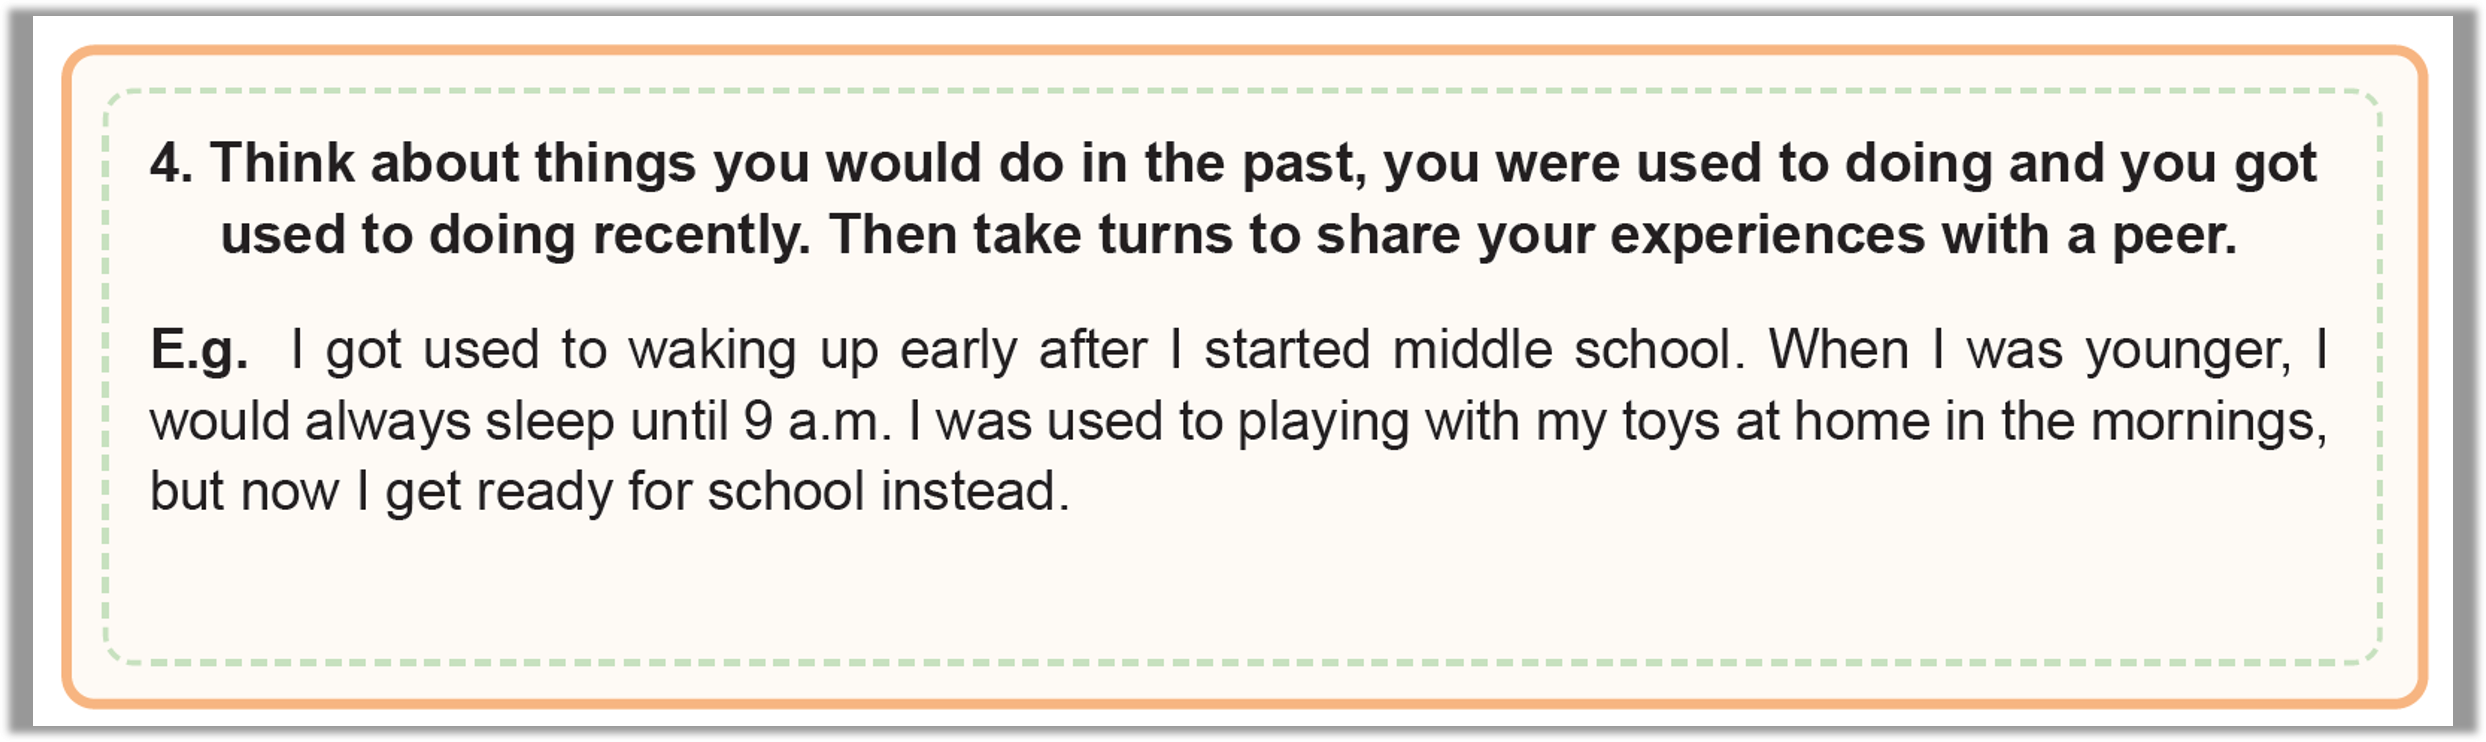 4. Think about things you would do in the past, you were used to doing and you got
used to doing recently. Then take turns to share your experiences with a peer.
E.g. I got used to waking up early after I started middle school. When I was younger, I
would always sleep until 9 a.m. I was used to playing with my toys at home in the mornings,
but now I get ready for school instead.